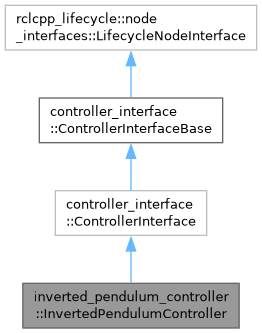 rclcpp_lifecycle::node
_interfaces::LifecycleNodeInterface
controller_interface
::ControllerInterfaceBase
controller_interface
::ControllerInterface
inverted_pendulum_controller
::InvertedPendulumController